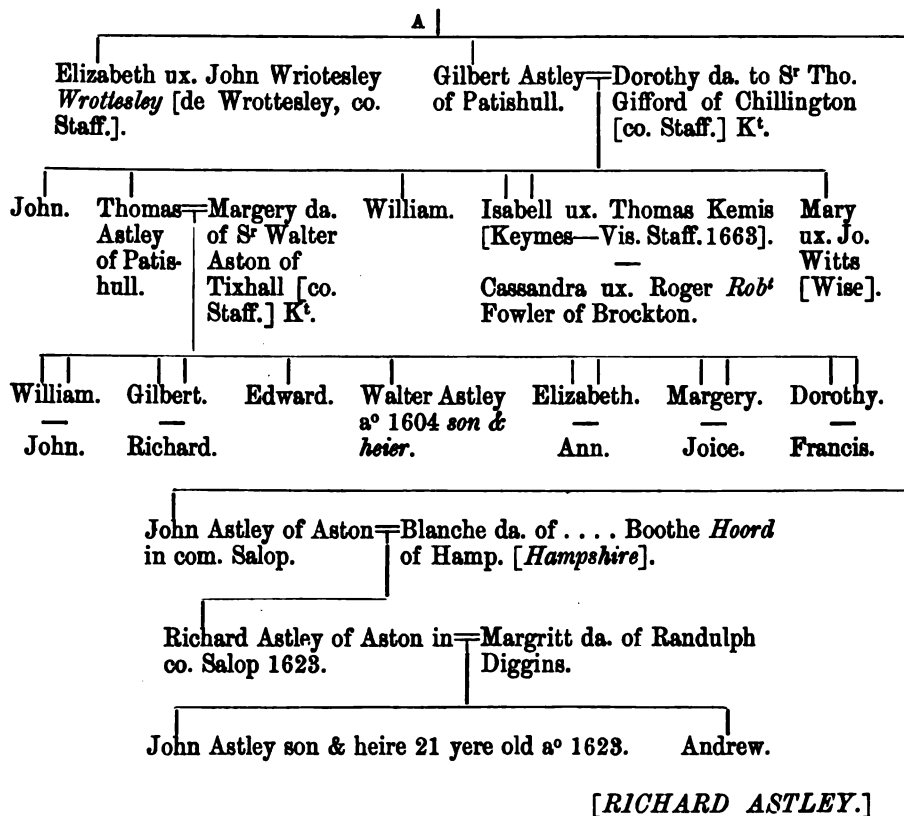 A
Elizabeth ux. John Wriotesley
Wrottesley [de Wrottesley, co.
Staff.].
Gilbert Astley
of Patishull.
Dorothy da. to Sʳ Tho.
Gifford of Chillington
[co. Staff.] Kᵗ.
John.
Thomas
Astley
of Patis-
hull.
Margery da.
of Sʳ Walter
Aston of
Tixhall [co.
Staff.] Kᵗ.
William.
Isabell ux. Thomas Kemis
[Keymes—Vis. Staff. 1663].
—
Cassandra ux. Roger Robᵗ
Fowler of Brockton.
Mary
ux. Jo.
Witts
[Wise].
William.
—
John.
Gilbert.
—
Richard.
Edward.
Walter Astley
aº 1604 son &
heier.
Elizabeth.
—
Ann.
Margery.
—
Joice.
Dorothy.
—
Francis.
John Astley of Aston
in com. Salop.
Blanche da. of . . . . Boothe Hoord
of Hamp. [Hampshire].
Richard Astley of Aston in
co. Salop 1623.
Margritt da. of Randulph
Diggins.
John Astley son & heire 21 yere old aº 1623.
Andrew.
[RICHARD ASTLEY.]